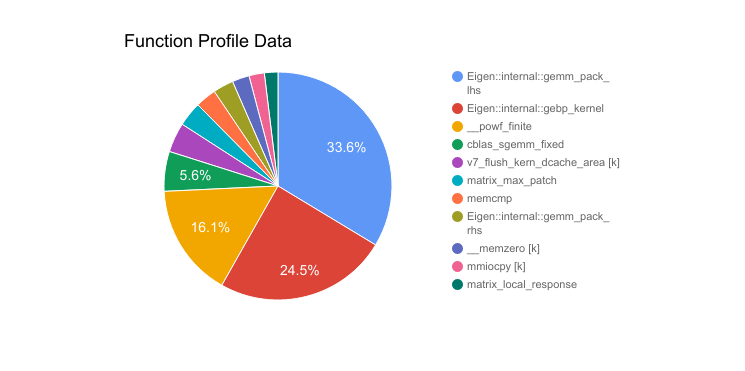 Function Profile Data
33.6%
24.5%
16.1%
5.6%
Eigen::internal::gemm_pack_
lhs
Eigen::internal::gebp_kernel
__powf_finite
cblas_sgemm_fixed
v7_flush_kern_dcache_area [k]
matrix_max_patch
memcmp
Eigen::internal::gemm_pack_
rhs
__memzero [k]
mmiocpy [k]
matrix_local_response